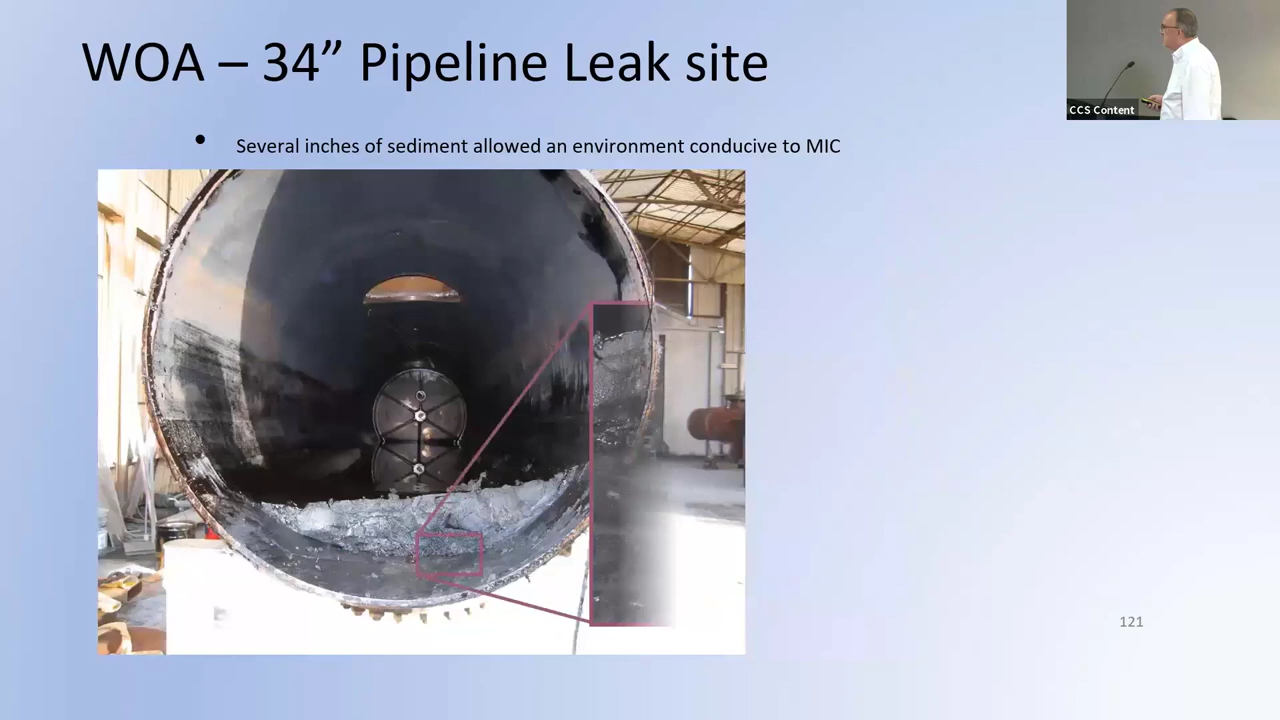 WOA – 34” Pipeline Leak site
CCS Content
• Several inches of sediment allowed an environment conducive to MIC
121